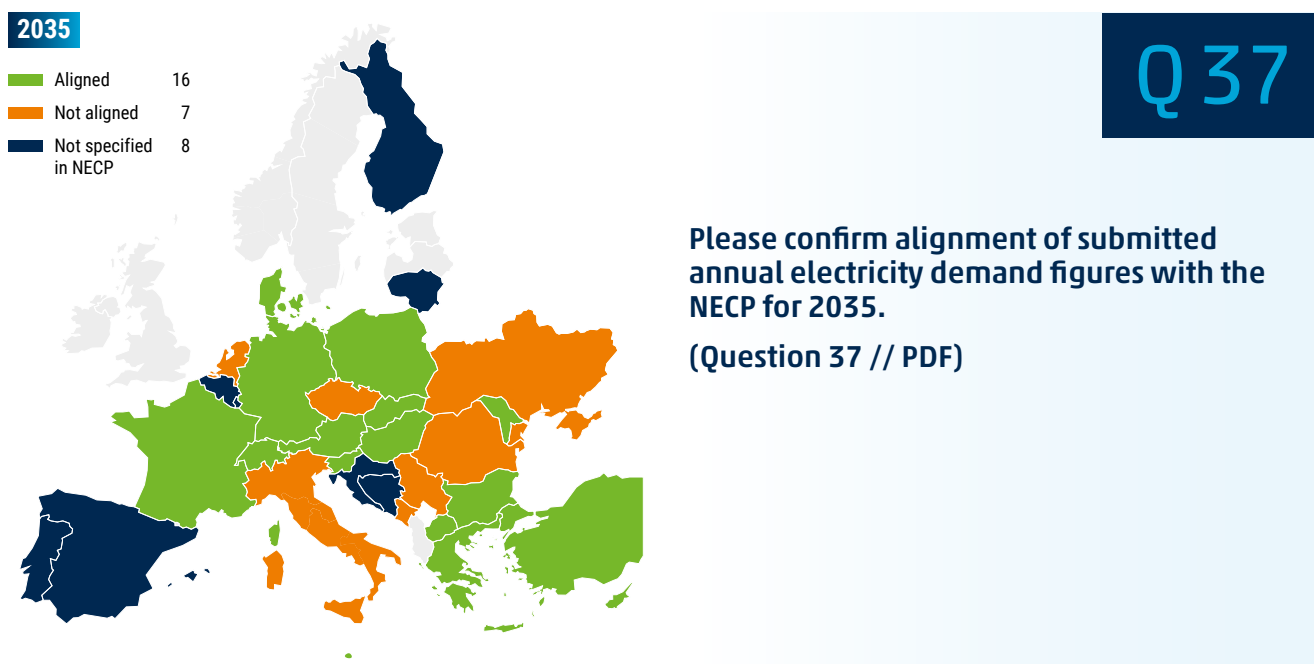 2035
Aligned 16
Not aligned 7
Not specified 8
in NECP
Q 37
Please confirm alignment of submitted
annual electricity demand figures with the
NECP for 2035.
(Question 37 // PDF)